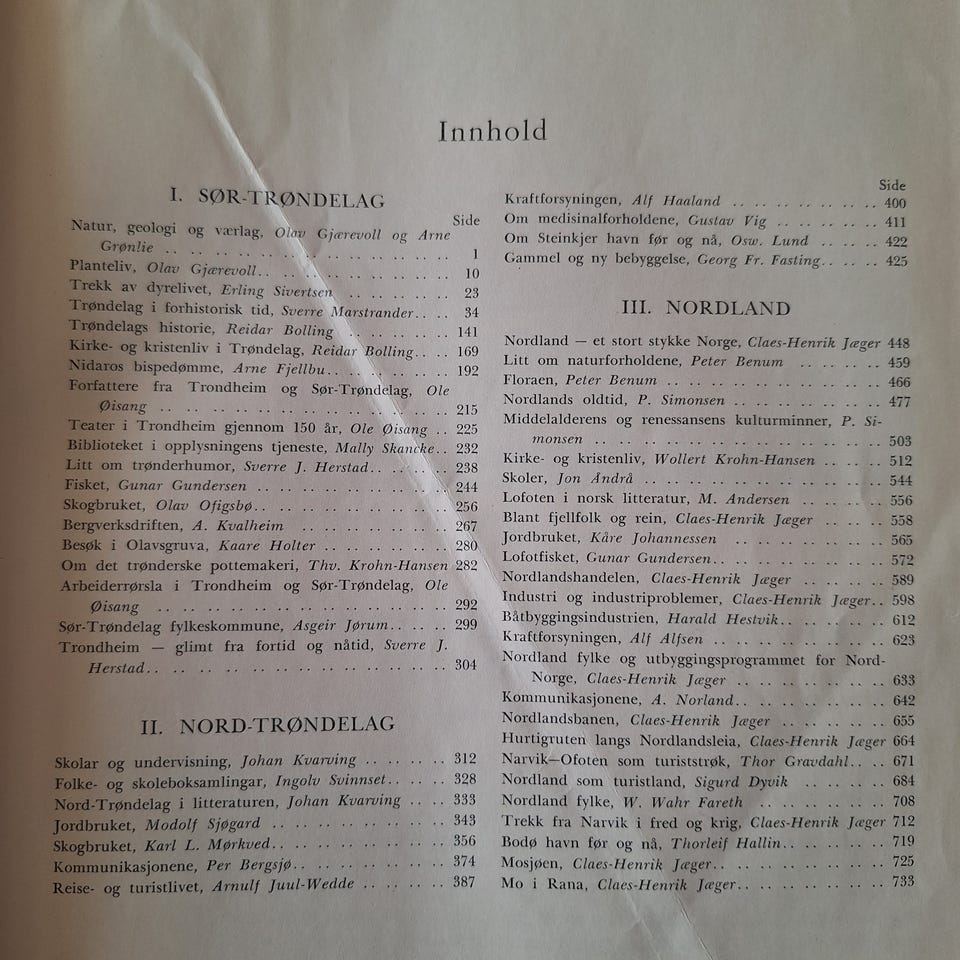 Innhold
I. SØR-TRØNDELAG
Side
Natur, geologi og værlag, Olav Gjærevoll og Arne
Grønlie .. .. .. .. .. .. .. .. .. .. .. .. 1
Planteliv, Olav Gjærevoll.. .. .. .. .. .. .. .. 10
Trekk av dyrelivet, Erling Sivertsen .. .. .. .. .. 23
Trøndelag i forhistorisk tid, Sverre Marstrander.. .. 34
Trøndelags historie, Reidar Bolling .. .. .. .. .. 141
Kirke- og kristenliv i Trøndelag, Reidar Bolling.. .. 169
Nidaros bispedømme, Arne Fjellbu.. .. .. .. .. 192
Forfattere fra Trondheim og Sør-Trøndelag, Ole
Øisang .. .. .. .. .. .. .. .. .. .. .. .. 215
Teater i Trondheim gjennom 150 år, Ole Øisang .. 225
Biblioteket i opplysningens tjeneste, Mally Skancke.. 232
Litt om trønderhumor, Sverre J. Herstad.. .. .. .. 238
Fisket, Gunar Gundersen .. .. .. .. .. .. .. .. 244
Skogbruket, Olav Ofigsbø.. .. .. .. .. .. .. .. 256
Bergverksdriften, A. Kvalheim .. .. .. .. .. .. 267
Besøk i Olavsgruva, Kaare Holter .. .. .. .. .. 280
Om det trønderske pottemakeri, Thv. Krohn-Hansen 282
Arbeiderrørsla i Trondheim og Sør-Trøndelag, Ole
Øisang .. .. .. .. .. .. .. .. .. .. .. .. 292
Sør-Trøndelag fylkeskommune, Asgeir Jørum.. .. .. 299
Trondheim — glimt fra fortid og nåtid, Sverre J.
Herstad.. .. .. .. .. .. .. .. .. .. .. .. 304
II. NORD-TRØNDELAG
Skolar og undervisning, Johan Kvarving .. .. .. .. 312
Folke- og skoleboksamlingar, Ingolv Svinnset.. .. .. 328
Nord-Trøndelag i litteraturen, Johan Kvarving .. .. 333
Jordbruket, Modolf Sjøgard .. .. .. .. .. .. .. 343
Skogbruket, Karl L. Mørkved.. .. .. .. .. .. .. 356
Kommunikasjonene, Per Bergsjø.. .. .. .. .. .. 374
Reise- og turistlivet, Arnulf Juul-Wedde .. .. .. .. 387
Side
Kraftforsyningen, Alf Haaland .. .. .. .. .. .. .. 400
Om medisinalforholdene, Gustav Vig .. .. .. .. .. 411
Om Steinkjer havn før og nå, Osw. Lund .. .. .. 422
Gammel og ny bebyggelse, Georg Fr. Fasting.. .. .. 425
III. NORDLAND
Nordland — et stort stykke Norge, Claes-Henrik Jæger 448
Litt om naturforholdene, Peter Benum .. .. .. .. 459
Floraen, Peter Benum .. .. .. .. .. .. .. .. .. 466
Nordlands oldtid, P. Simonsen .. .. .. .. .. .. .. 477
Middelalderens og renessansens kulturminner, P. Si-
monsen .. .. .. .. .. .. .. .. .. .. .. .. 503
Kirke- og kristenliv, Wollert Krohn-Hansen .. .. .. 512
Skoler, Jon Åndrå .. .. .. .. .. .. .. .. .. .. 544
Lofoten i norsk litteratur, M. Andersen .. .. .. .. 556
Blant fjellfolk og rein, Claes-Henrik Jæger .. .. .. 558
Jordbruket, Kåre Johannessen .. .. .. .. .. .. .. 565
Lofotfisket, Gunar Gundersen.. .. .. .. .. .. .. 572
Nordlandshandelen, Claes-Henrik Jæger .. .. .. .. 589
Industri og industriproblemer, Claes-Henrik Jæger.. 598
Båtbyggingsindustrien, Harald Hestvik.. .. .. .. .. 612
Kraftforsyningen, Alf Alfsen .. .. .. .. .. .. .. 623
Nordland fylke og utbyggingsprogrammet for Nord-
Norge, Claes-Henrik Jæger .. .. .. .. .. .. 633
Kommunikasjonene, A. Norland.. .. .. .. .. .. .. 642
Nordlandsbanen, Claes-Henrik Jæger .. .. .. .. .. 655
Hurtigruten langs Nordlandsleia, Claes-Henrik Jæger 664
Narvik—Ofoten som turiststrøk, Thor Gravdahl.. .. 671
Nordland som turistland, Sigurd Dyvik .. .. .. .. 684
Nordland fylke, W. Wahr Fareth .. .. .. .. .. .. 708
Trekk fra Narvik i fred og krig, Claes-Henrik Jæger 712
Bodø havn før og nå, Thorleif Hallin.. .. .. .. .. 719
Mosjøen, Claes-Henrik Jæger.. .. .. .. .. .. .. 725
Mo i Rana, Claes-Henrik Jæger.. .. .. .. .. .. .. 733